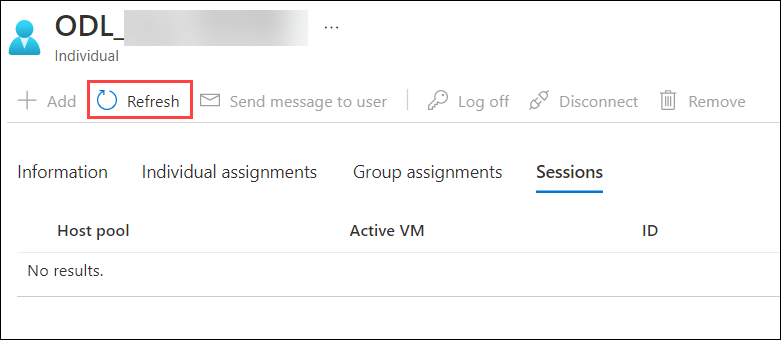 ODL_ ...
Individual
Add Refresh Send message to user Log off Disconnect Remove
Information Individual assignments Group assignments Sessions
Host pool Active VM ID
No results.